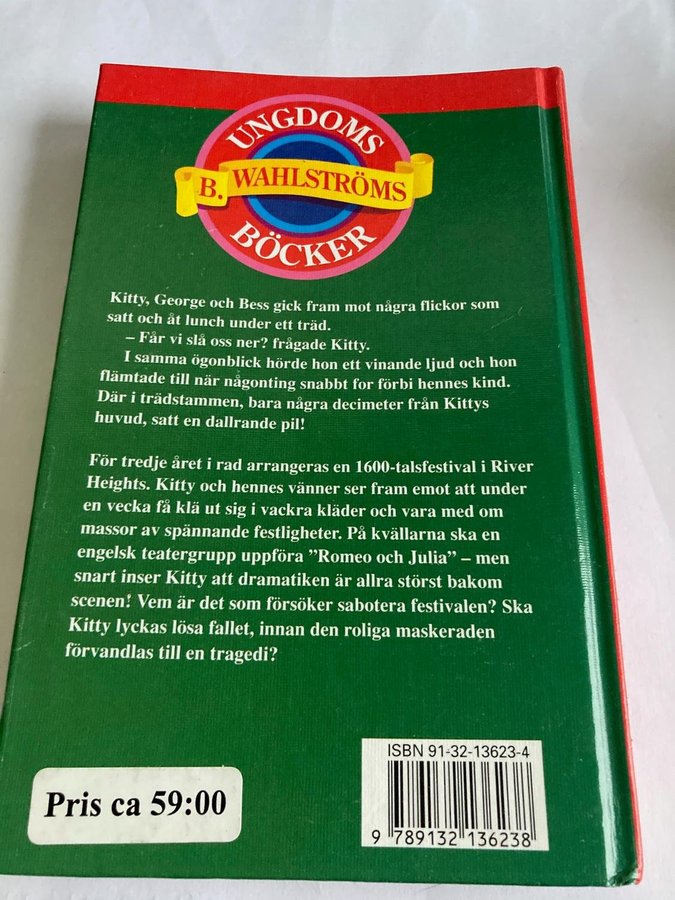 UNGDOMS
B. WAHLSTRÖMS
BÖCKER
Kitty, George och Bess gick fram mot några flickor som
satt och åt lunch under ett träd.
– Får vi slå oss ner? frågade Kitty.
I samma ögonblick hörde hon ett vinande ljud och hon
flämtade till när någonting snabbt for förbi hennes kind.
Där i trädstammen, bara några decimeter från Kittys
huvud, satt en dallrande pil!
För tredje året i rad arrangeras en 1600-talsfestival i River
Heights. Kitty och hennes vänner ser fram emot att under
en vecka få klä ut sig i vackra kläder och vara med om
massor av spännande festligheter. På kvällarna ska en
engelsk teatergrupp uppföra ”Romeo och Julia” – men
snart inser Kitty att dramatiken är allra störst bakom
scenen! Vem är det som försöker sabotera festivalen? Ska
Kitty lyckas lösa fallet, innan den roliga maskeraden
förvandlas till en tragedi?
ISBN 91-32-13623-4
Pris ca 59:00
9 789132 136238